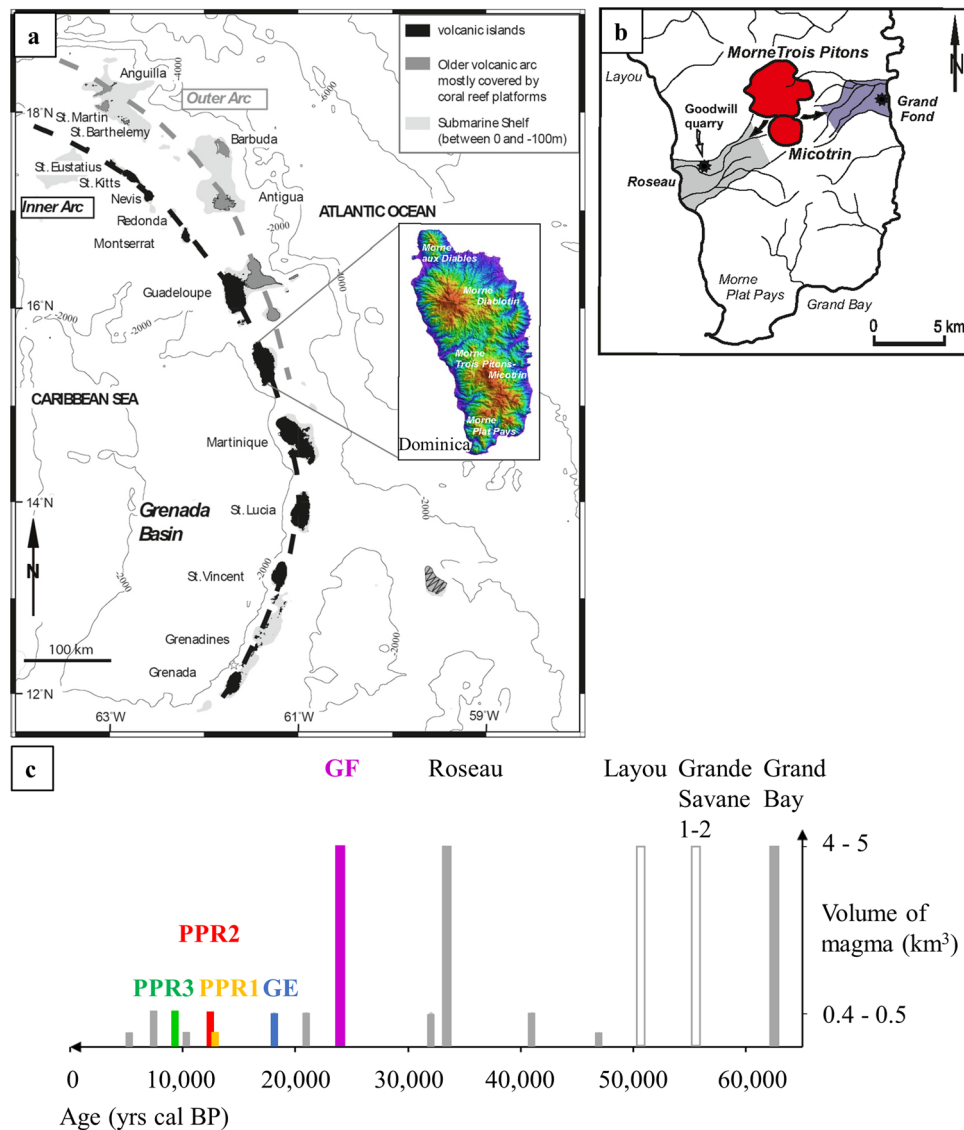 a
volcanic islands
Older volcanic arc
mostly covered by
coral reef platforms
Submarine Shelf
(between 0 and -100m)
Anguilla
-4000
-6000
Outer Arc
18°N
St. Martin
St. Barthelemy
Barbuda
St. Eustatius
St. Kitts
Nevis
Antigua
Inner Arc
Redonda
ATLANTIC OCEAN
-2000
Montserrat
Guadeloupe
16°N
-2000
-2000
Morne
aux Diables
Morne
Diablotin
Morne
Trois Pitons-
Micotrin
Morne
Plat Pays
Dominica
CARIBBEAN SEA
Martinique
-2000
14°N
Grenada
Basin
St. Lucia
N
-2000
St. Vincent
-2000
-2000
Grenadines
100 km
Grenada
12°N
63°W
61°W
59°W
b
N
Layou
Morne Trois Pitons
Goodwill
quarry
Grand
Fond
Roseau
Micotrin
Morne
Plat Pays
Grand Bay
0
5 km
c
GF
Roseau
Layou
Grande
Savane
1-2
Grand
Bay
4 - 5
Volume of
magma (km³)
PPR2
PPR3
PPR1
GE
0.4 - 0.5
0
10,000
20,000
30,000
40,000
50,000
60,000
Age (yrs cal BP)